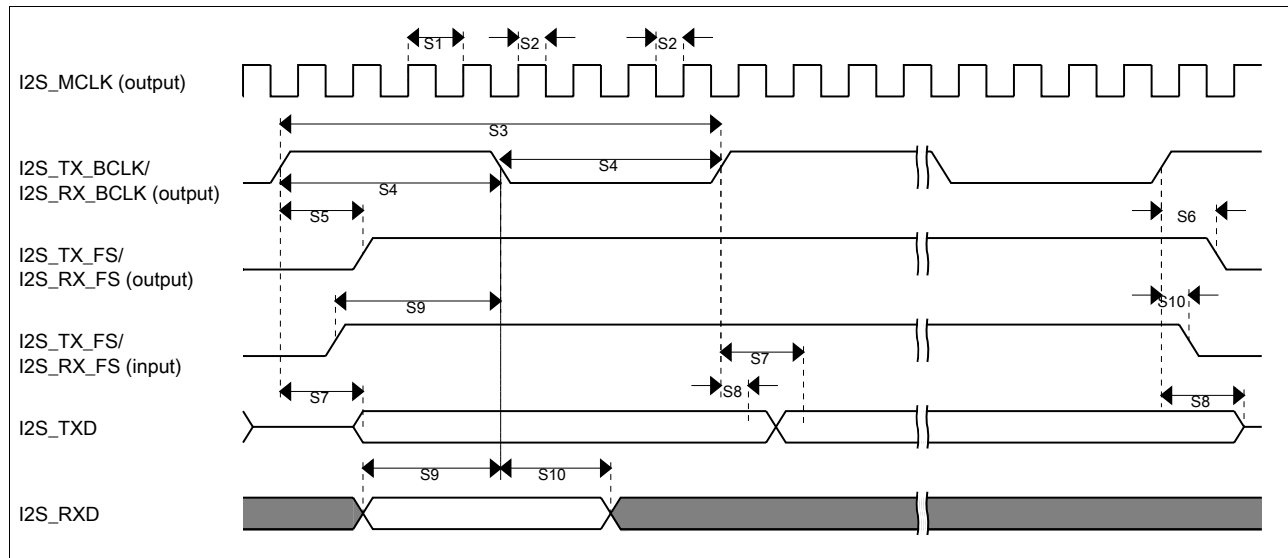 S1
S2
S2
I2S_MCLK (output)
S3
I2S_TX_BCLK/
I2S_RX_BCLK (output)
S4
S4
S5
S6
I2S_TX_FS/
I2S_RX_FS (output)
S9
S10
I2S_TX_FS/
I2S_RX_FS (input)
S7
S7
S8
S8
I2S_TXD
S9
S10
I2S_RXD